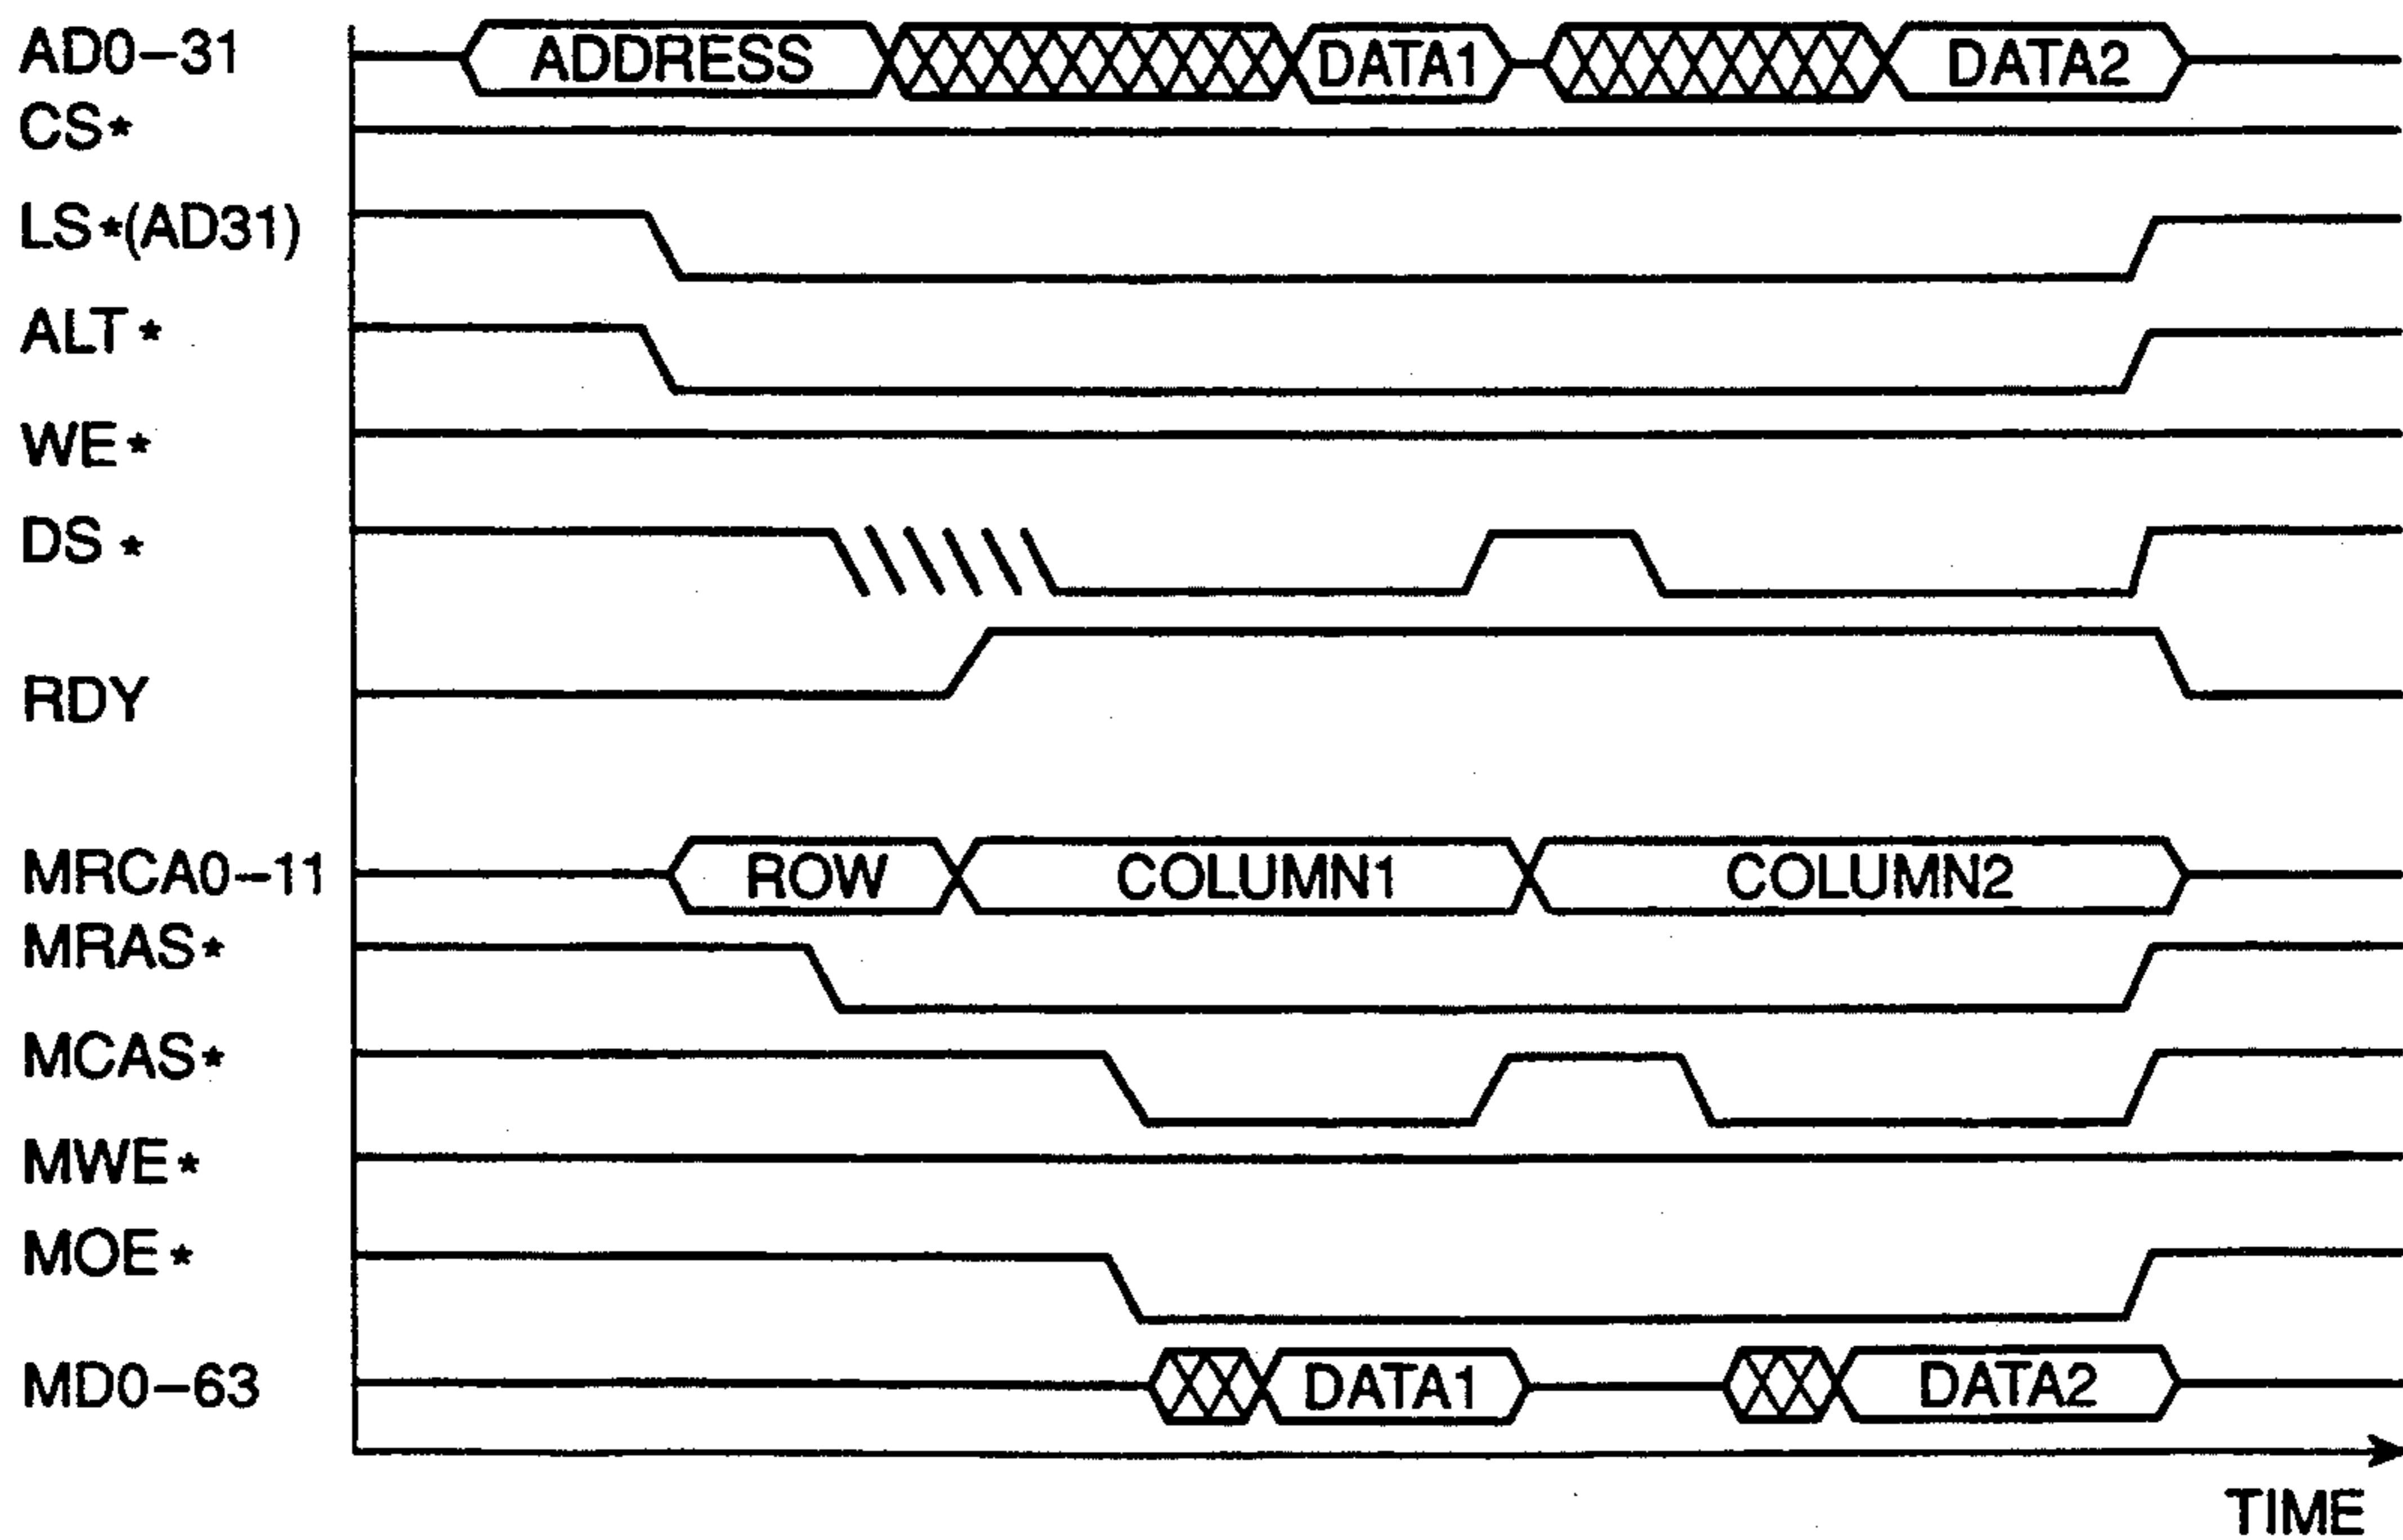 AD0-31 ADDRESS DATA1 DATA2
CS*
LS*(AD31)
ALT*
WE*
DS*
RDY
MRCA0-11 ROW COLUMN1 COLUMN2
MRAS*
MCAS*
MWE*
MOE*
MD0-63 DATA1 DATA2
TIME